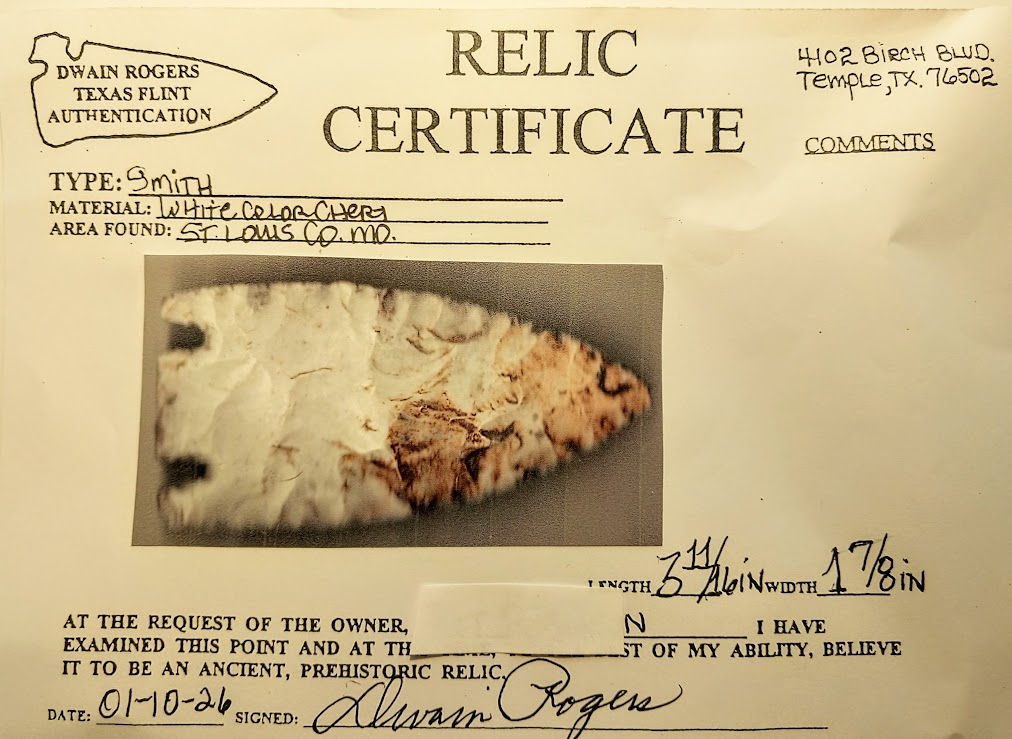 DWAIN ROGERS
TEXAS FLINT
AUTHENTICATION
RELIC
CERTIFICATE
4102 BIRCH BLVD.
TEMPLE, TX. 76502
COMMENTS
TYPE: SMITH
MATERIAL: WHITE COLOR CHERT
AREA FOUND: ST. LOUIS CO. MO.
LENGTH 3 11/16 IN WIDTH 1 7/8 IN
AT THE REQUEST OF THE OWNER, N I HAVE
EXAMINED THIS POINT AND AT TH ST OF MY ABILITY, BELIEVE
IT TO BE AN ANCIENT, PREHISTORIC RELIC.
DATE: 01-10-26 SIGNED: Dwain Rogers